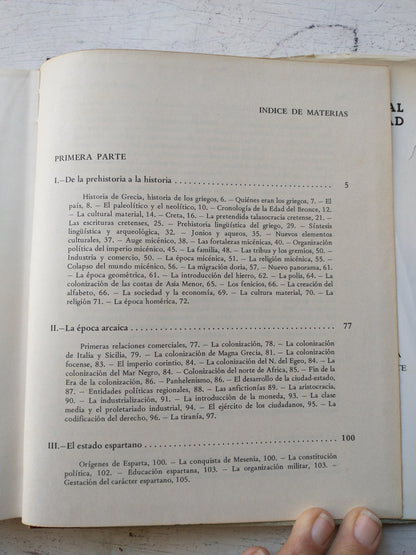 INDICE DE MATERIAS
PRIMERA PARTE
I.—De la prehistoria a la historia . . . . . . . . . . . . . . . . . . . . . . . . . . . . . . 5
Historia de Grecia, historia de los griegos, 6. — Quiénes eran los griegos, 7. — El
país, 8. — El paleolítico y el neolítico, 10. — Cronología de la Edad del Bronce, 12.
— La cultural material, 14. — Creta, 16. — La pretendida talasocracia cretense, 21. —
Las escrituras cretenses, 25. — Prehistoria lingüística del griego, 29. — Síntesis
lingüística y arqueológica, 32. — Jonios y aqueos, 35. — Nuevos elementos
culturales, 37. — Auge micénico, 38. — Las fortalezas micénicas, 40. — Organización
política del imperio micénico, 44. — La familia, 48. — Las tribus y los gremios, 50. —
Industria y comercio, 50. — La época micénica, 51. — La religión micénica, 55. —
Colapso del mundo micénico, 56. — La migración doria, 57. — Nuevo panorama, 61.
— La época geométrica, 61. — La introducción del hierro, 62. — La polis, 64. — La
colonización de las costas de Asia Menor, 65. — Los fenicios, 66. — La creación del
alfabeto, 66. — La sociedad y la economía, 69. — La cultura material, 70. — La
religión 71. — La época homérica, 72.
II.—La época arcaica . . . . . . . . . . . . . . . . . . . . . . . . . . . . . . . . . . . . . . . . . 77
Primeras relaciones comerciales, 77. — La colonización, 78. — La colonización
de Italia y Sicilia, 79. — La colonización de Magna Grecia, 81. — La colonización
focense, 83. — El imperio corintio, 84. — La colonización del N. del Egeo, 84. — La
colonización del Mar Negro, 84. — Colonización del norte de Africa, 85. — Fin de la
Era de la colonización, 86. — Panhelenismo, 86. — El desarrollo de la ciudad-estado,
87. — Entidades políticas regionales, 88. — Las anfictionías 89. — La aristocracia,
90. — La industrialización, 91. — La introducción de la moneda, 93. — La clase
media y el proletariado industrial, 94. — El ejército de los ciudadanos, 95. — La
codificación del derecho, 96. — La tiranía, 97.
III.—El estado espartano . . . . . . . . . . . . . . . . . . . . . . . . . . . . . . . . . . . . . 100
Orígenes de Esparta, 100. — La conquista de Mesenia, 100. — La constitución
política, 102. — Educación espartana, 103. — La organización militar, 103. —
Gestación del carácter espartano, 105.
AL
AD
A
TE